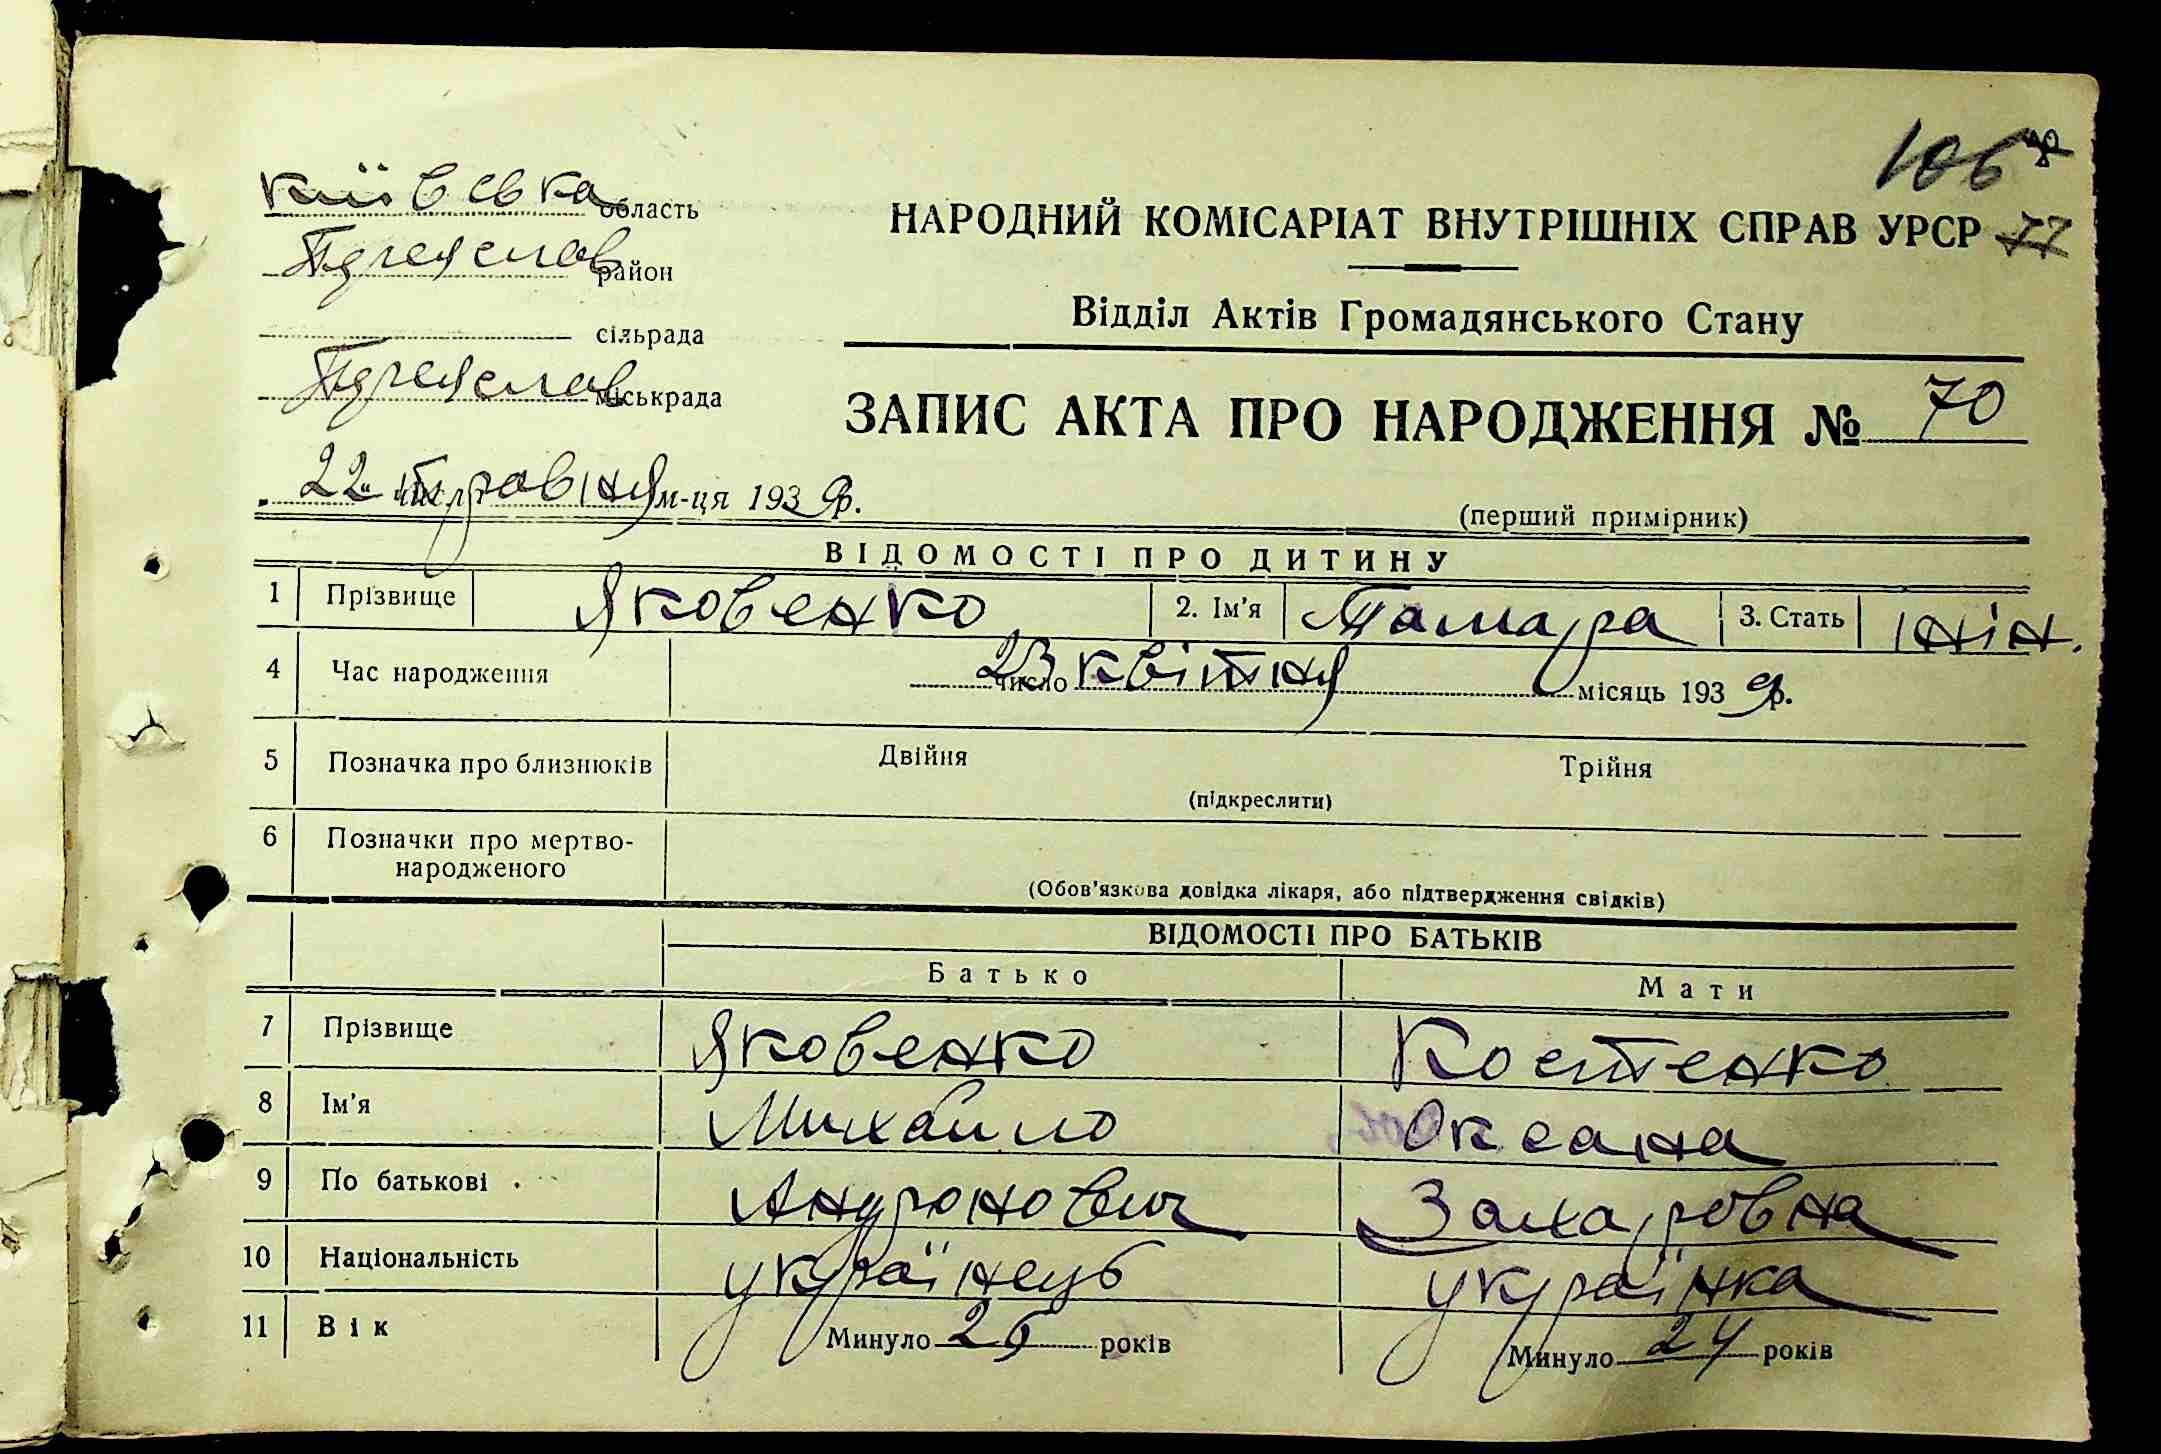 106
Київська область
НАРОДНИЙ КОМІСАРІАТ ВНУТРІШНІХ СПРАВ УРСР 77
Переяслав район
Відділ Актів Громадянського Стану
сільрада
Переяслав міськрада
ЗАПИС АКТА ПРО НАРОДЖЕННЯ № 70
22 травня м-ця 1939 р.
(перший примірник)
ВІДОМОСТІ ПРО ДИТИНУ
1 Прізвище Яковенко 2. Ім'я Тамара 3. Стать жін.
4 Час народження 23 число квітня місяць 1939 р.
5 Позначка про близнюків Двійня Трійня
(підкреслити)
6 Позначки про мертво-
народженого
(Обов'язкова довідка лікаря, або підтвердження свідків)
ВІДОМОСТІ ПРО БАТЬКІВ
Батько Мати
7 Прізвище Яковенко Костенко
8 Ім'я Михайло Оксана
9 По батькові Андронович Захаровна
10 Національність українець українка
11 Вік Минуло років Минуло 24 років